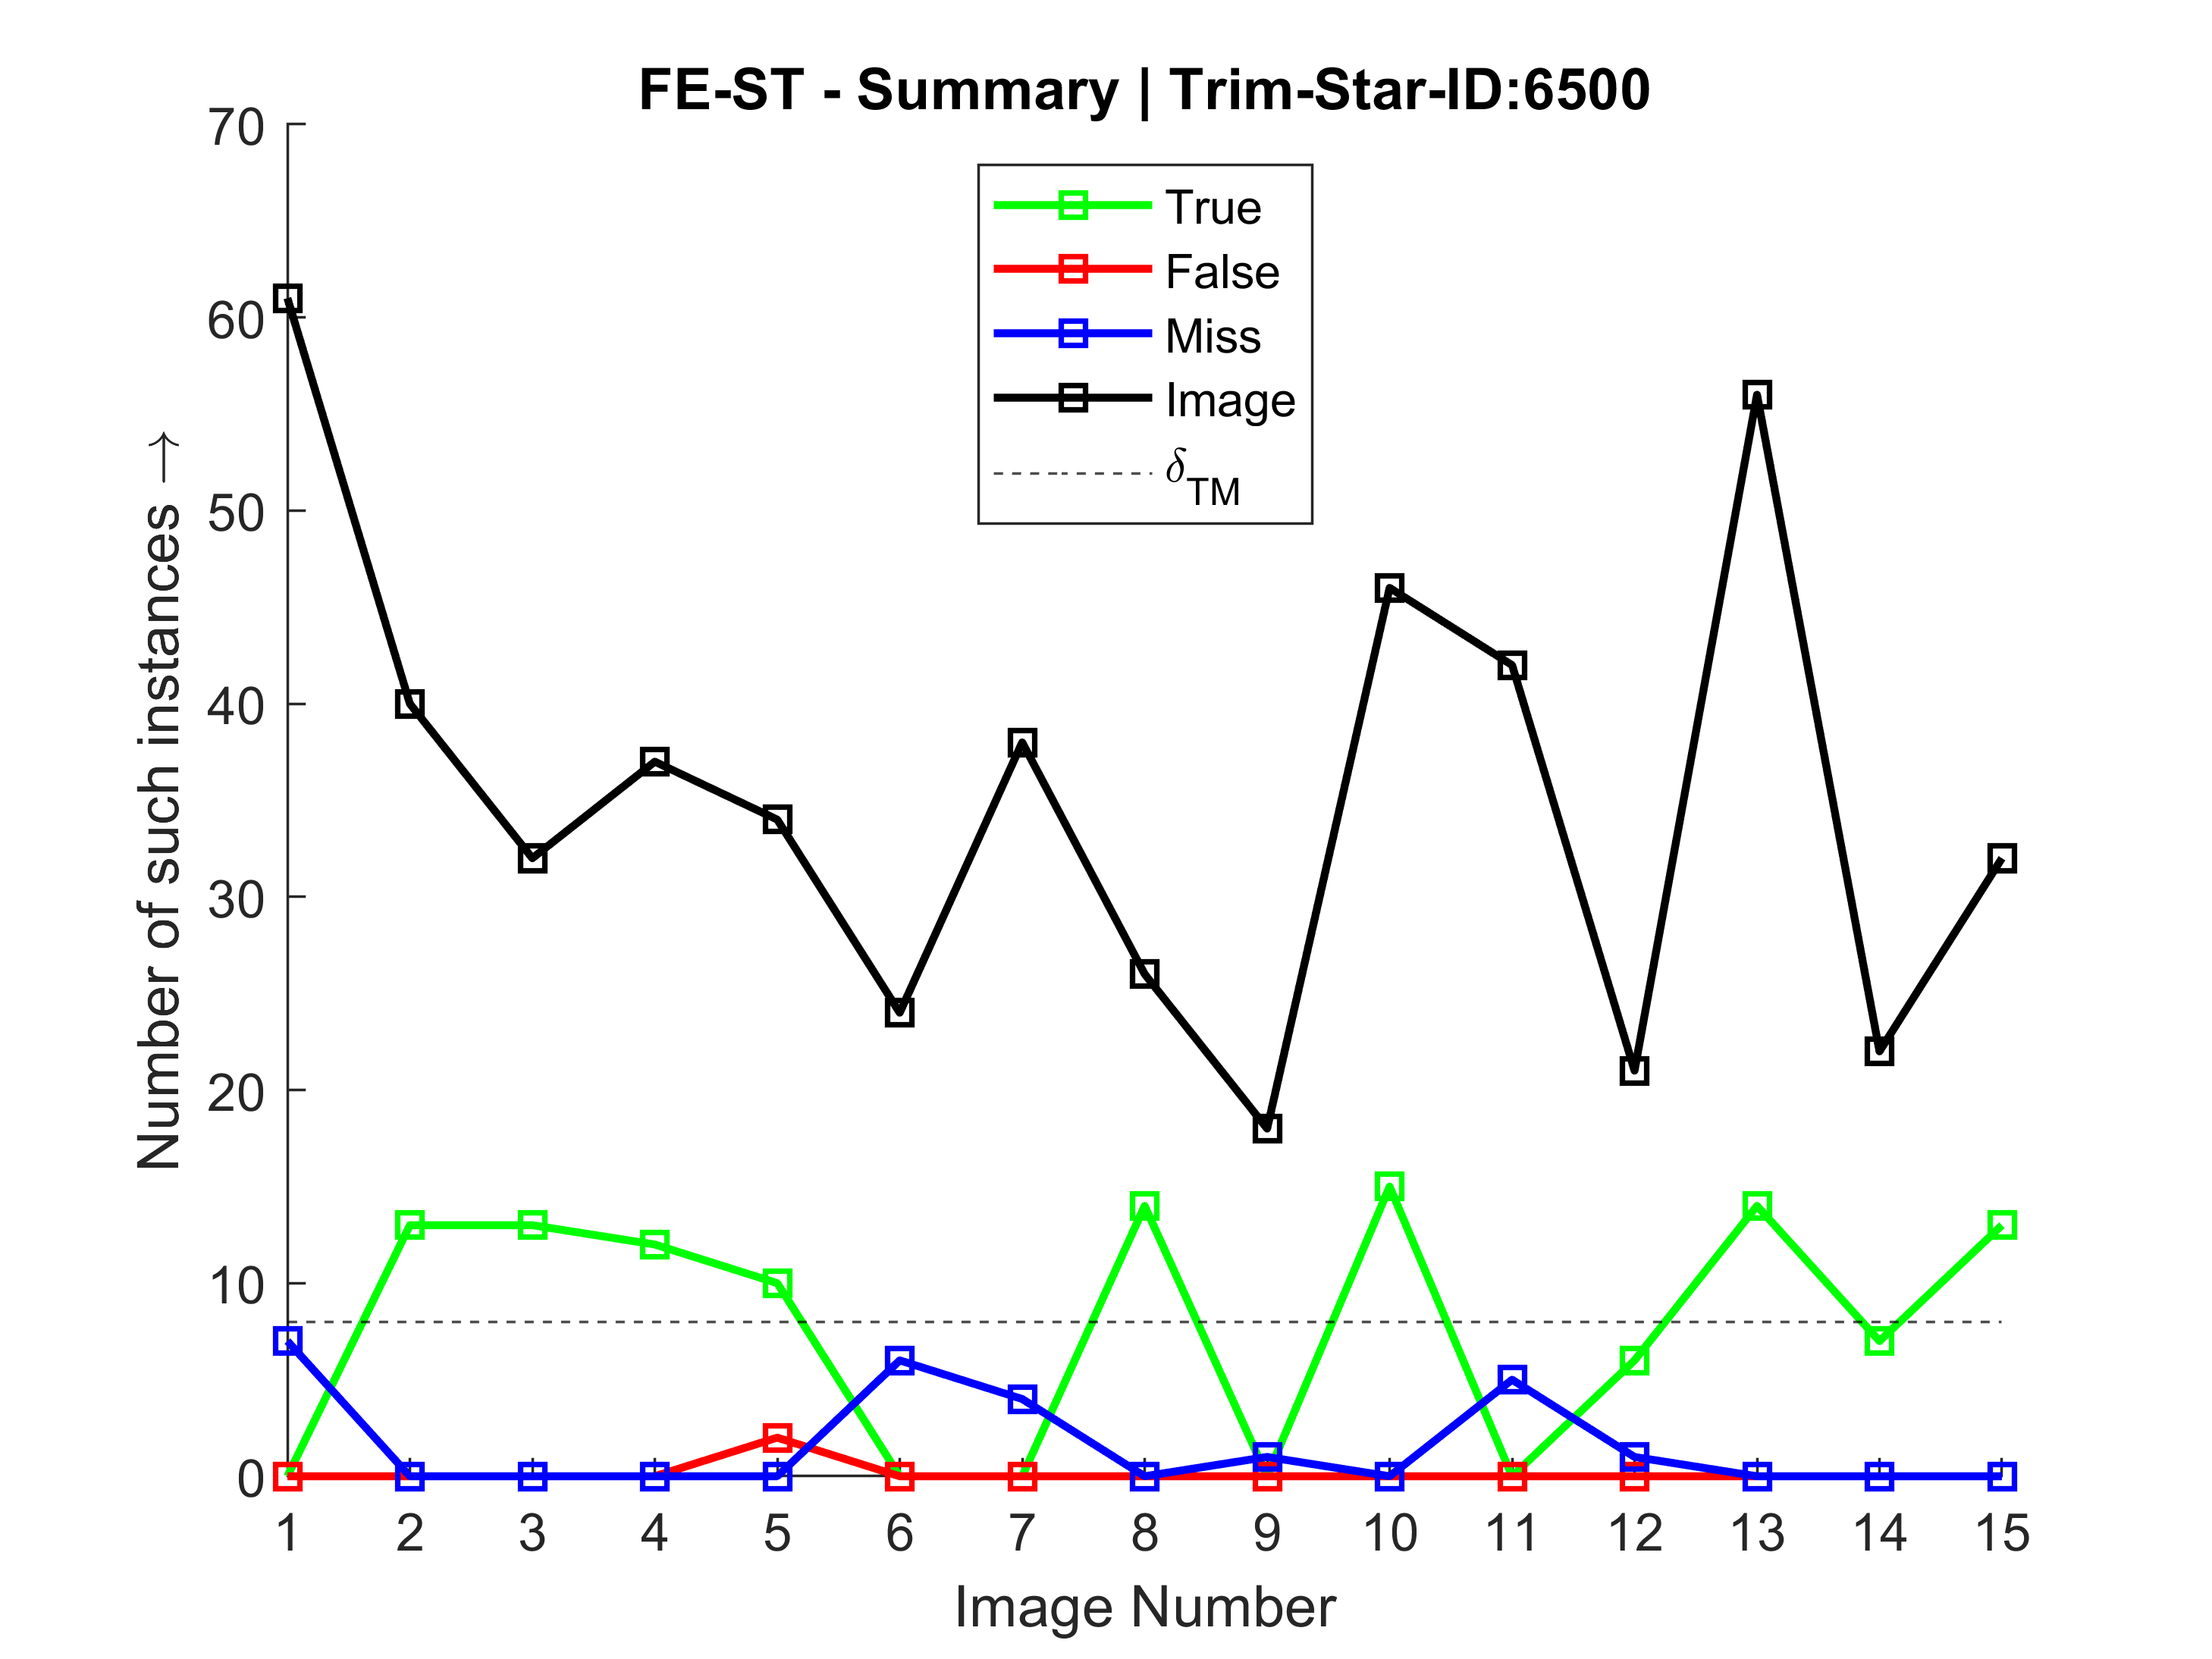 FE-ST - Summary | Trim-Star-ID:6500
True
False
Miss
Image
δTM
Number of such instances →
70
60
50
40
30
20
10
0
1 2 3 4 5 6 7 8 9 10 11 12 13 14 15
Image Number